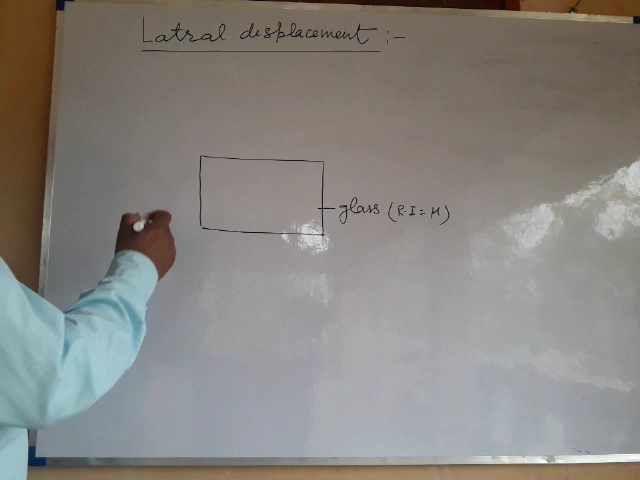 Latral displacement :-
glass (R.I = μ)